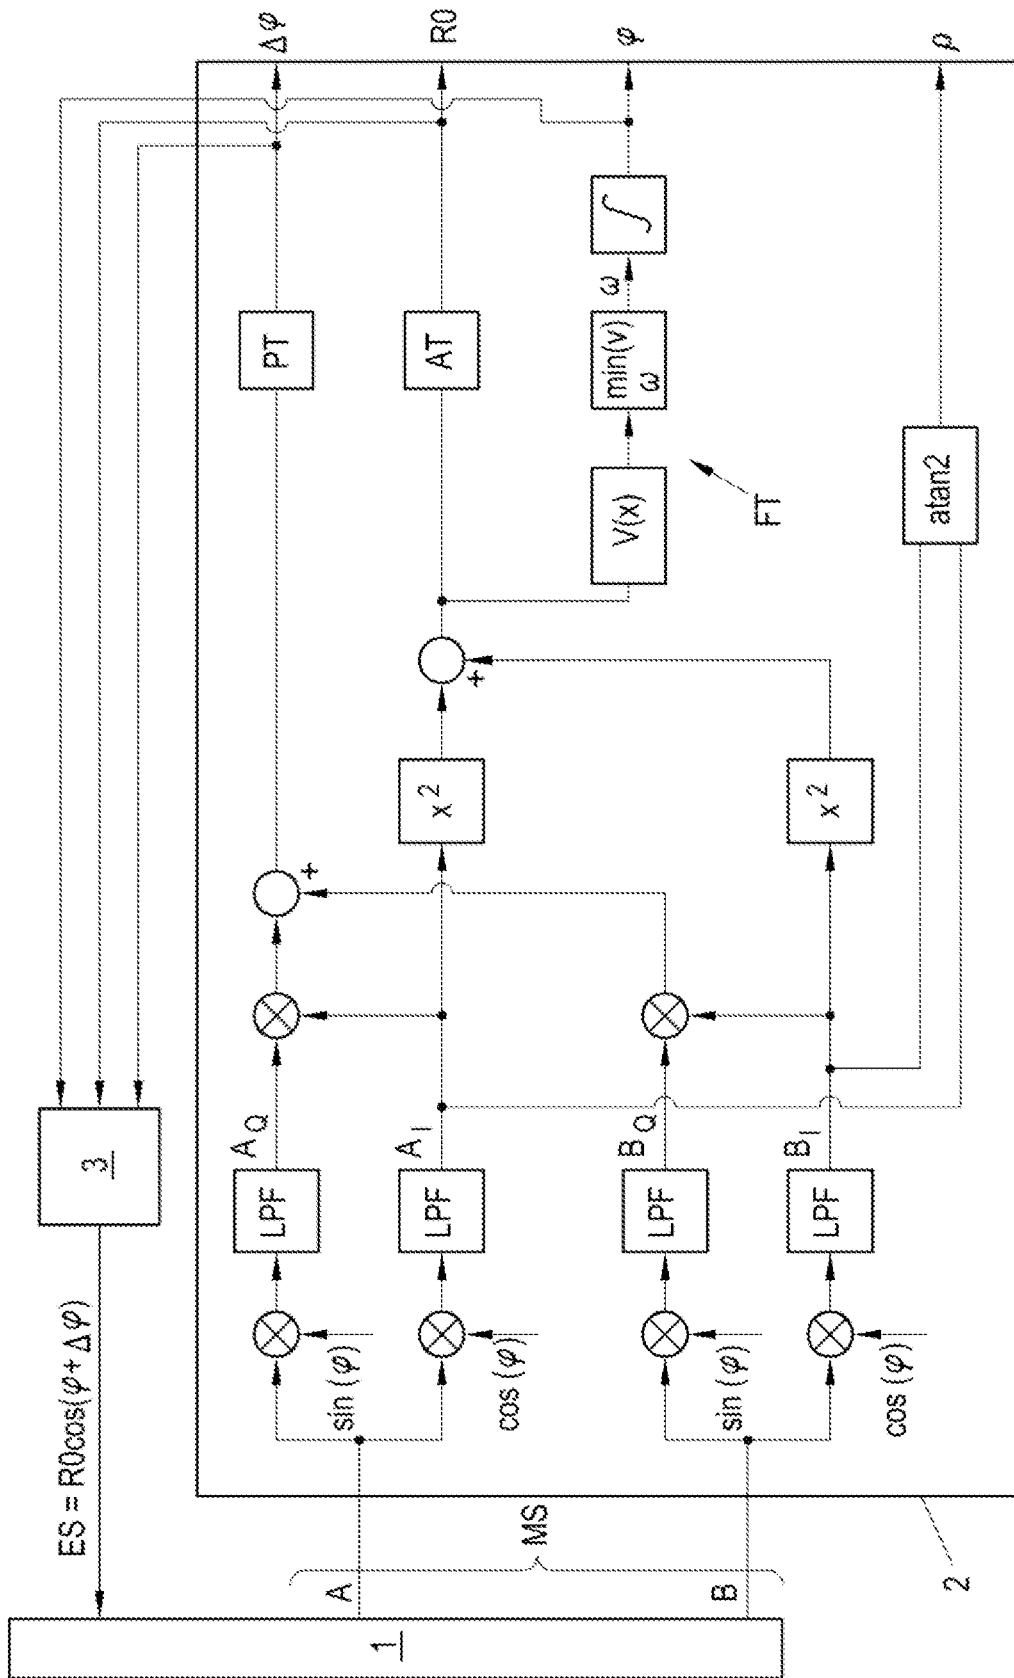 ES = R0cos(φ+Δφ)
3
1
MS
A
B
2
sin (φ)
cos (φ)
sin (φ)
cos (φ)
LPF
LPF
LPF
LPF
A_Q
A_I
B_Q
B_I
+
x²
x²
+
PT
AT
V(x)
min(v)
ω
ω
∫
FT
atan2
Δφ
R0
φ
ρ